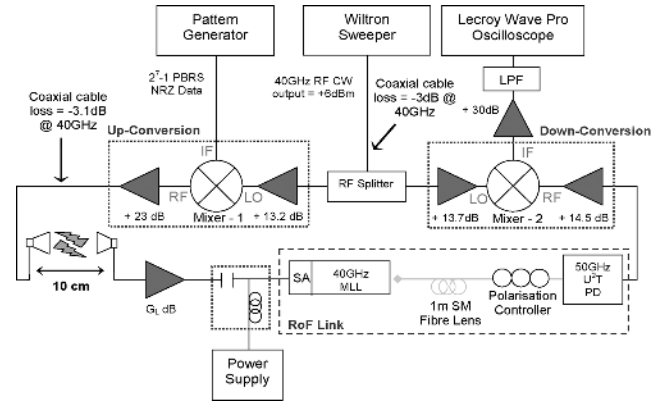 Pattern
Generator
Wiltron
Sweeper
Lecroy Wave Pro
Oscilloscope
2⁷-1 PBRS
NRZ Data
40GHz RF CW
output = +6dBm
LPF
Coaxial cable
loss = -3.1dB
@ 40GHz
Coaxial cable
loss = -3dB @
40GHz
+ 30dB
Up-Conversion
Down-Conversion
IF
RF
LO
Mixer - 1
+ 23 dB
+ 13.2 dB
RF Splitter
IF
LO
RF
+ 13.7dB
Mixer - 2
+ 14.5 dB
10 cm
G_L dB
SA
40GHz
MLL
1m SM
Fibre Lens
Polarisation
Controller
50GHz
U²T
PD
RoF Link
Power
Supply